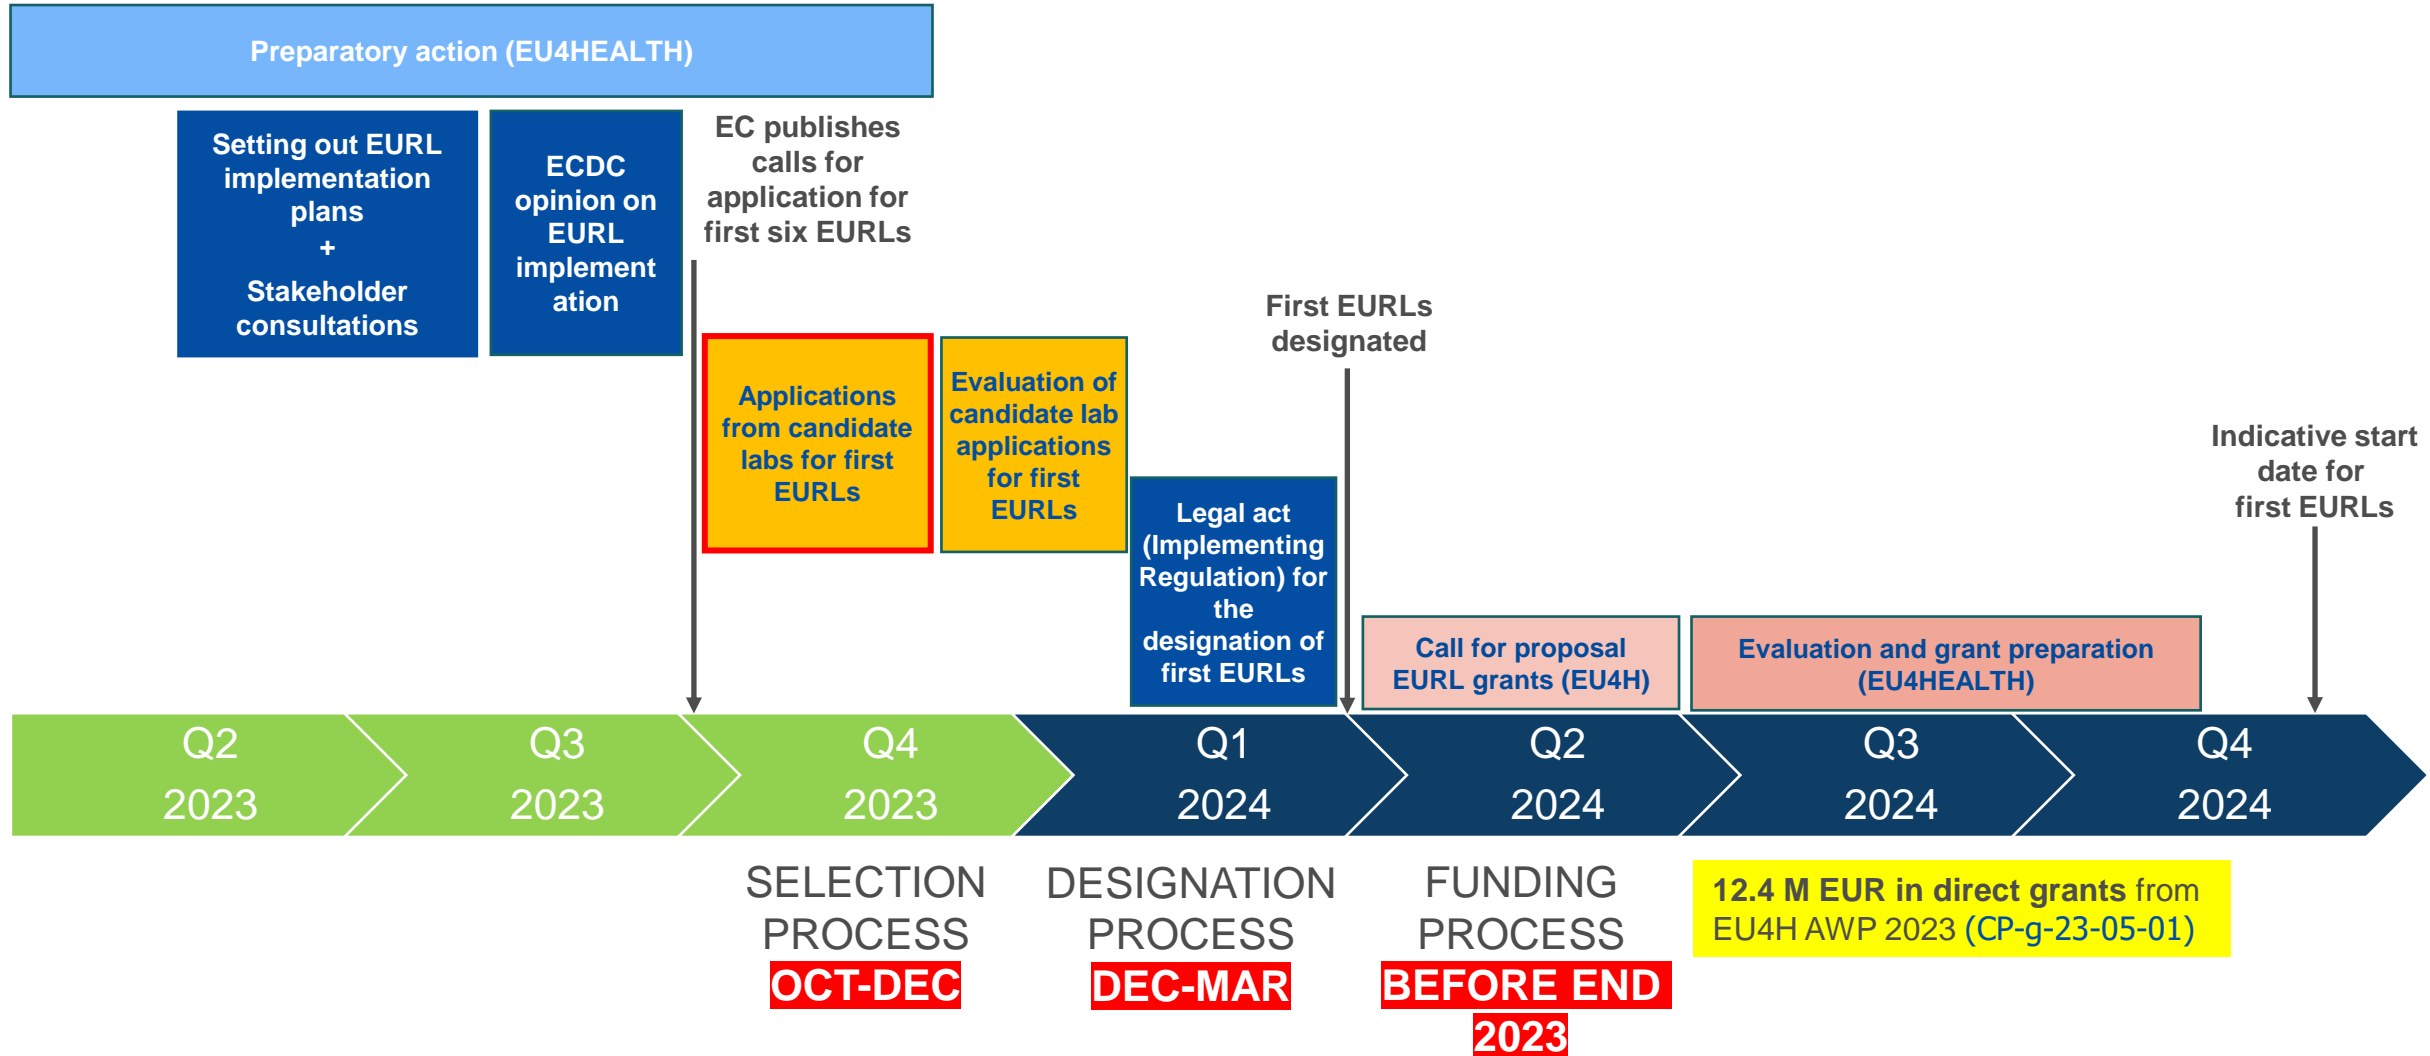 Preparatory action (EU4HEALTH)
Setting out EURL
implementation
plans
+
Stakeholder
consultations
ECDC
opinion on
EURL
implement
ation
EC publishes
calls for
application for
first six EURLs
Applications
from candidate
labs for first
EURLs
Evaluation of
candidate lab
applications
for first
EURLs
Legal act
(Implementing
Regulation) for
the
designation of
first EURLs
First EURLs
designated
Call for proposal
EURL grants (EU4H)
Evaluation and grant preparation
(EU4HEALTH)
Indicative start
date for
first EURLs
Q2
2023
Q3
2023
Q4
2023
Q1
2024
Q2
2024
Q3
2024
Q4
2024
SELECTION
PROCESS
OCT-DEC
DESIGNATION
PROCESS
DEC-MAR
FUNDING
PROCESS
BEFORE END
2023
12.4 M EUR in direct grants from
EU4H AWP 2023 (CP-g-23-05-01)